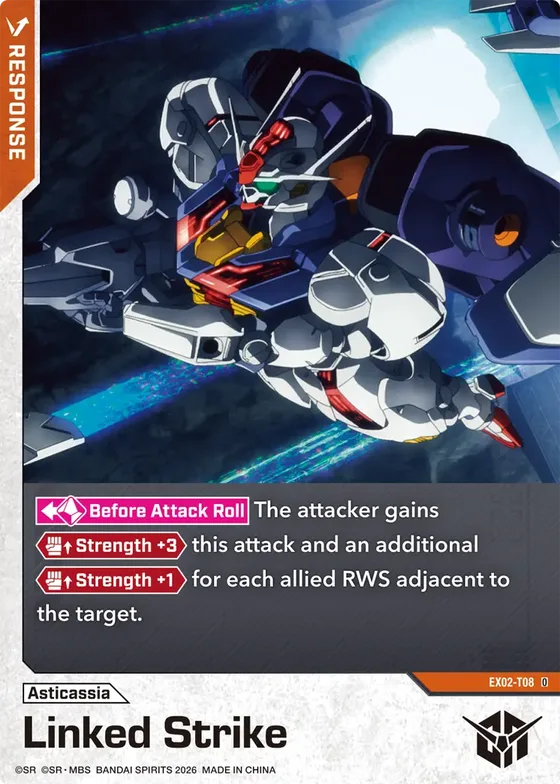 RESPONSE
Before Attack Roll The attacker gains
Strength +3 this attack and an additional
Strength +1 for each allied RWS adjacent to
the target.
EX02-T08 0
Asticassia
Linked Strike
©SR ©SR・MBS BANDAI SPIRITS 2026 MADE IN CHINA